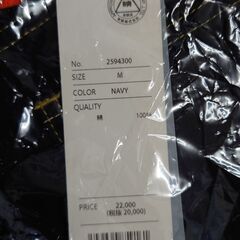 No. 2594300
SIZE M
COLOR NAVY
QUALITY
綿 100%
PRICE 22,000
(税抜 20,000)